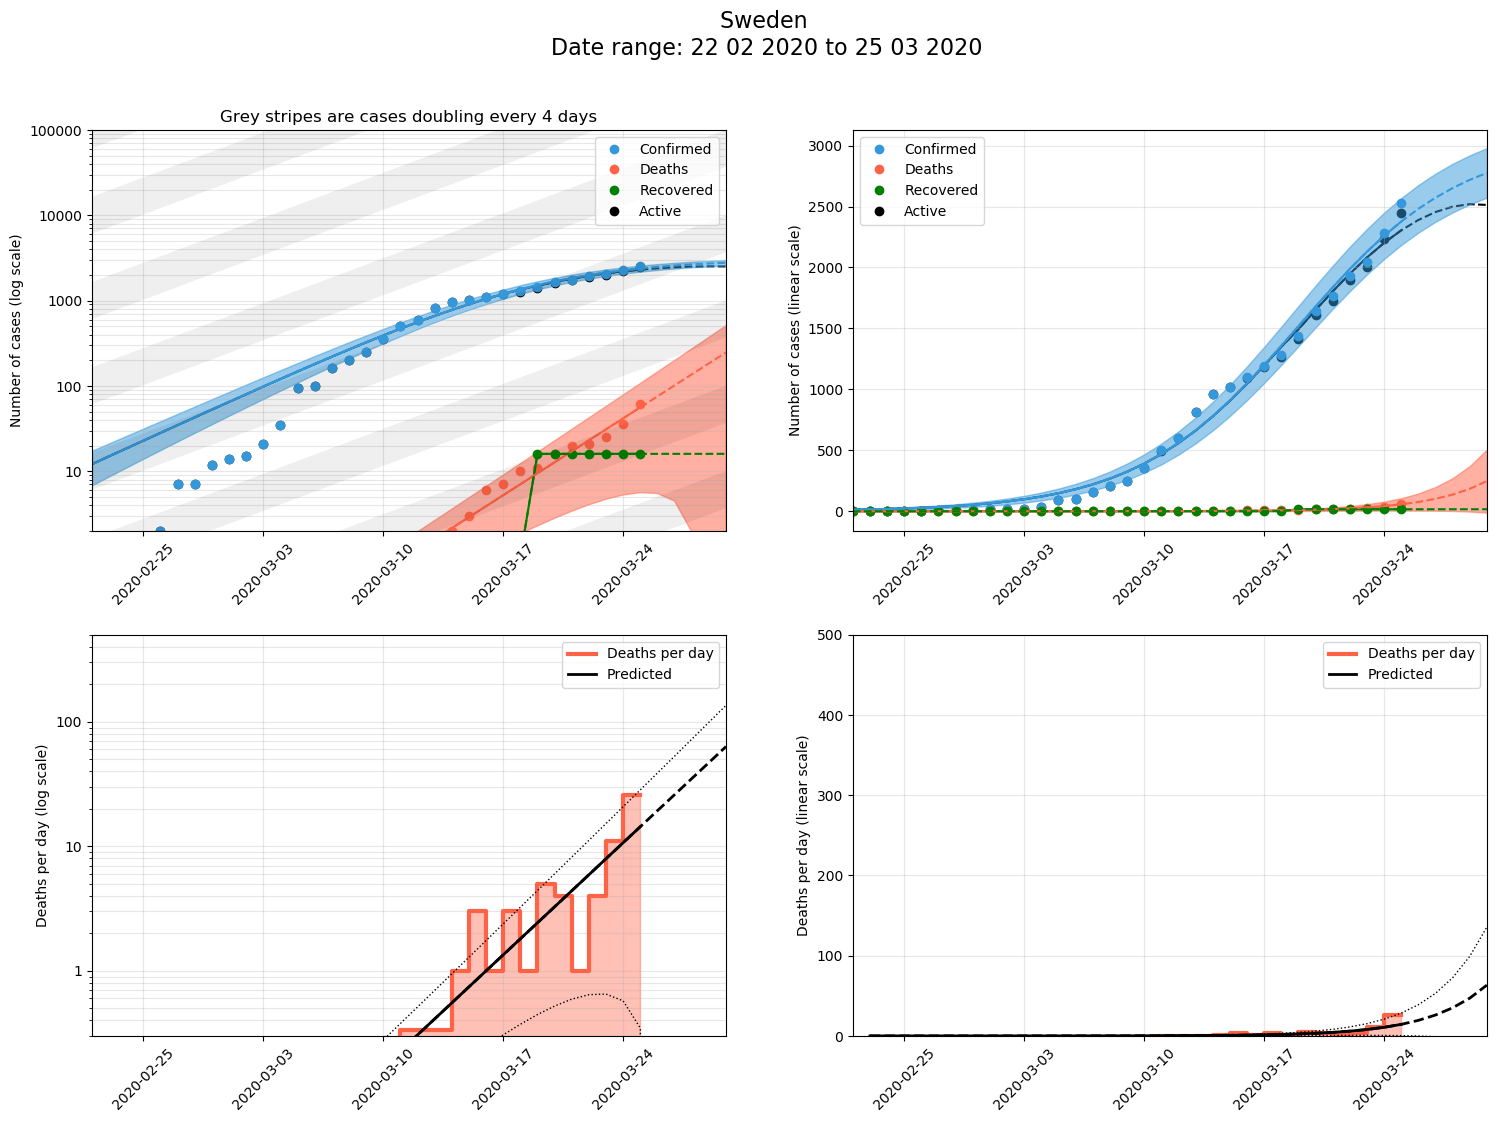 Sweden
Date range: 22 02 2020 to 25 03 2020
Grey stripes are cases doubling every 4 days
Number of cases (log scale)
100000
10000
1000
100
10
Confirmed
Deaths
Recovered
Active
2020-02-25
2020-03-03
2020-03-10
2020-03-17
2020-03-24
Number of cases (linear scale)
3000
2500
2000
1500
1000
500
0
Confirmed
Deaths
Recovered
Active
2020-02-25
2020-03-03
2020-03-10
2020-03-17
2020-03-24
Deaths per day (log scale)
100
10
1
Deaths per day
Predicted
2020-02-25
2020-03-03
2020-03-10
2020-03-17
2020-03-24
Deaths per day (linear scale)
500
400
300
200
100
0
Deaths per day
Predicted
2020-02-25
2020-03-03
2020-03-10
2020-03-17
2020-03-24